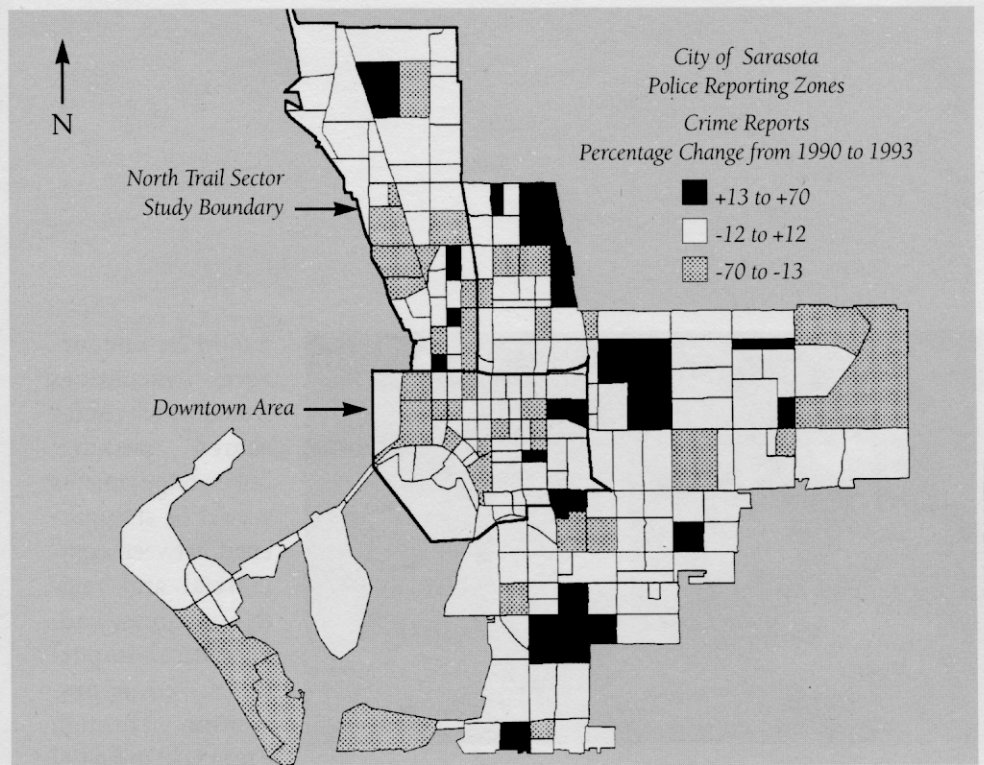 N
City of Sarasota
Police Reporting Zones
Crime Reports
Percentage Change from 1990 to 1993
+13 to +70
-12 to +12
-70 to -13
North Trail Sector
Study Boundary
Downtown Area